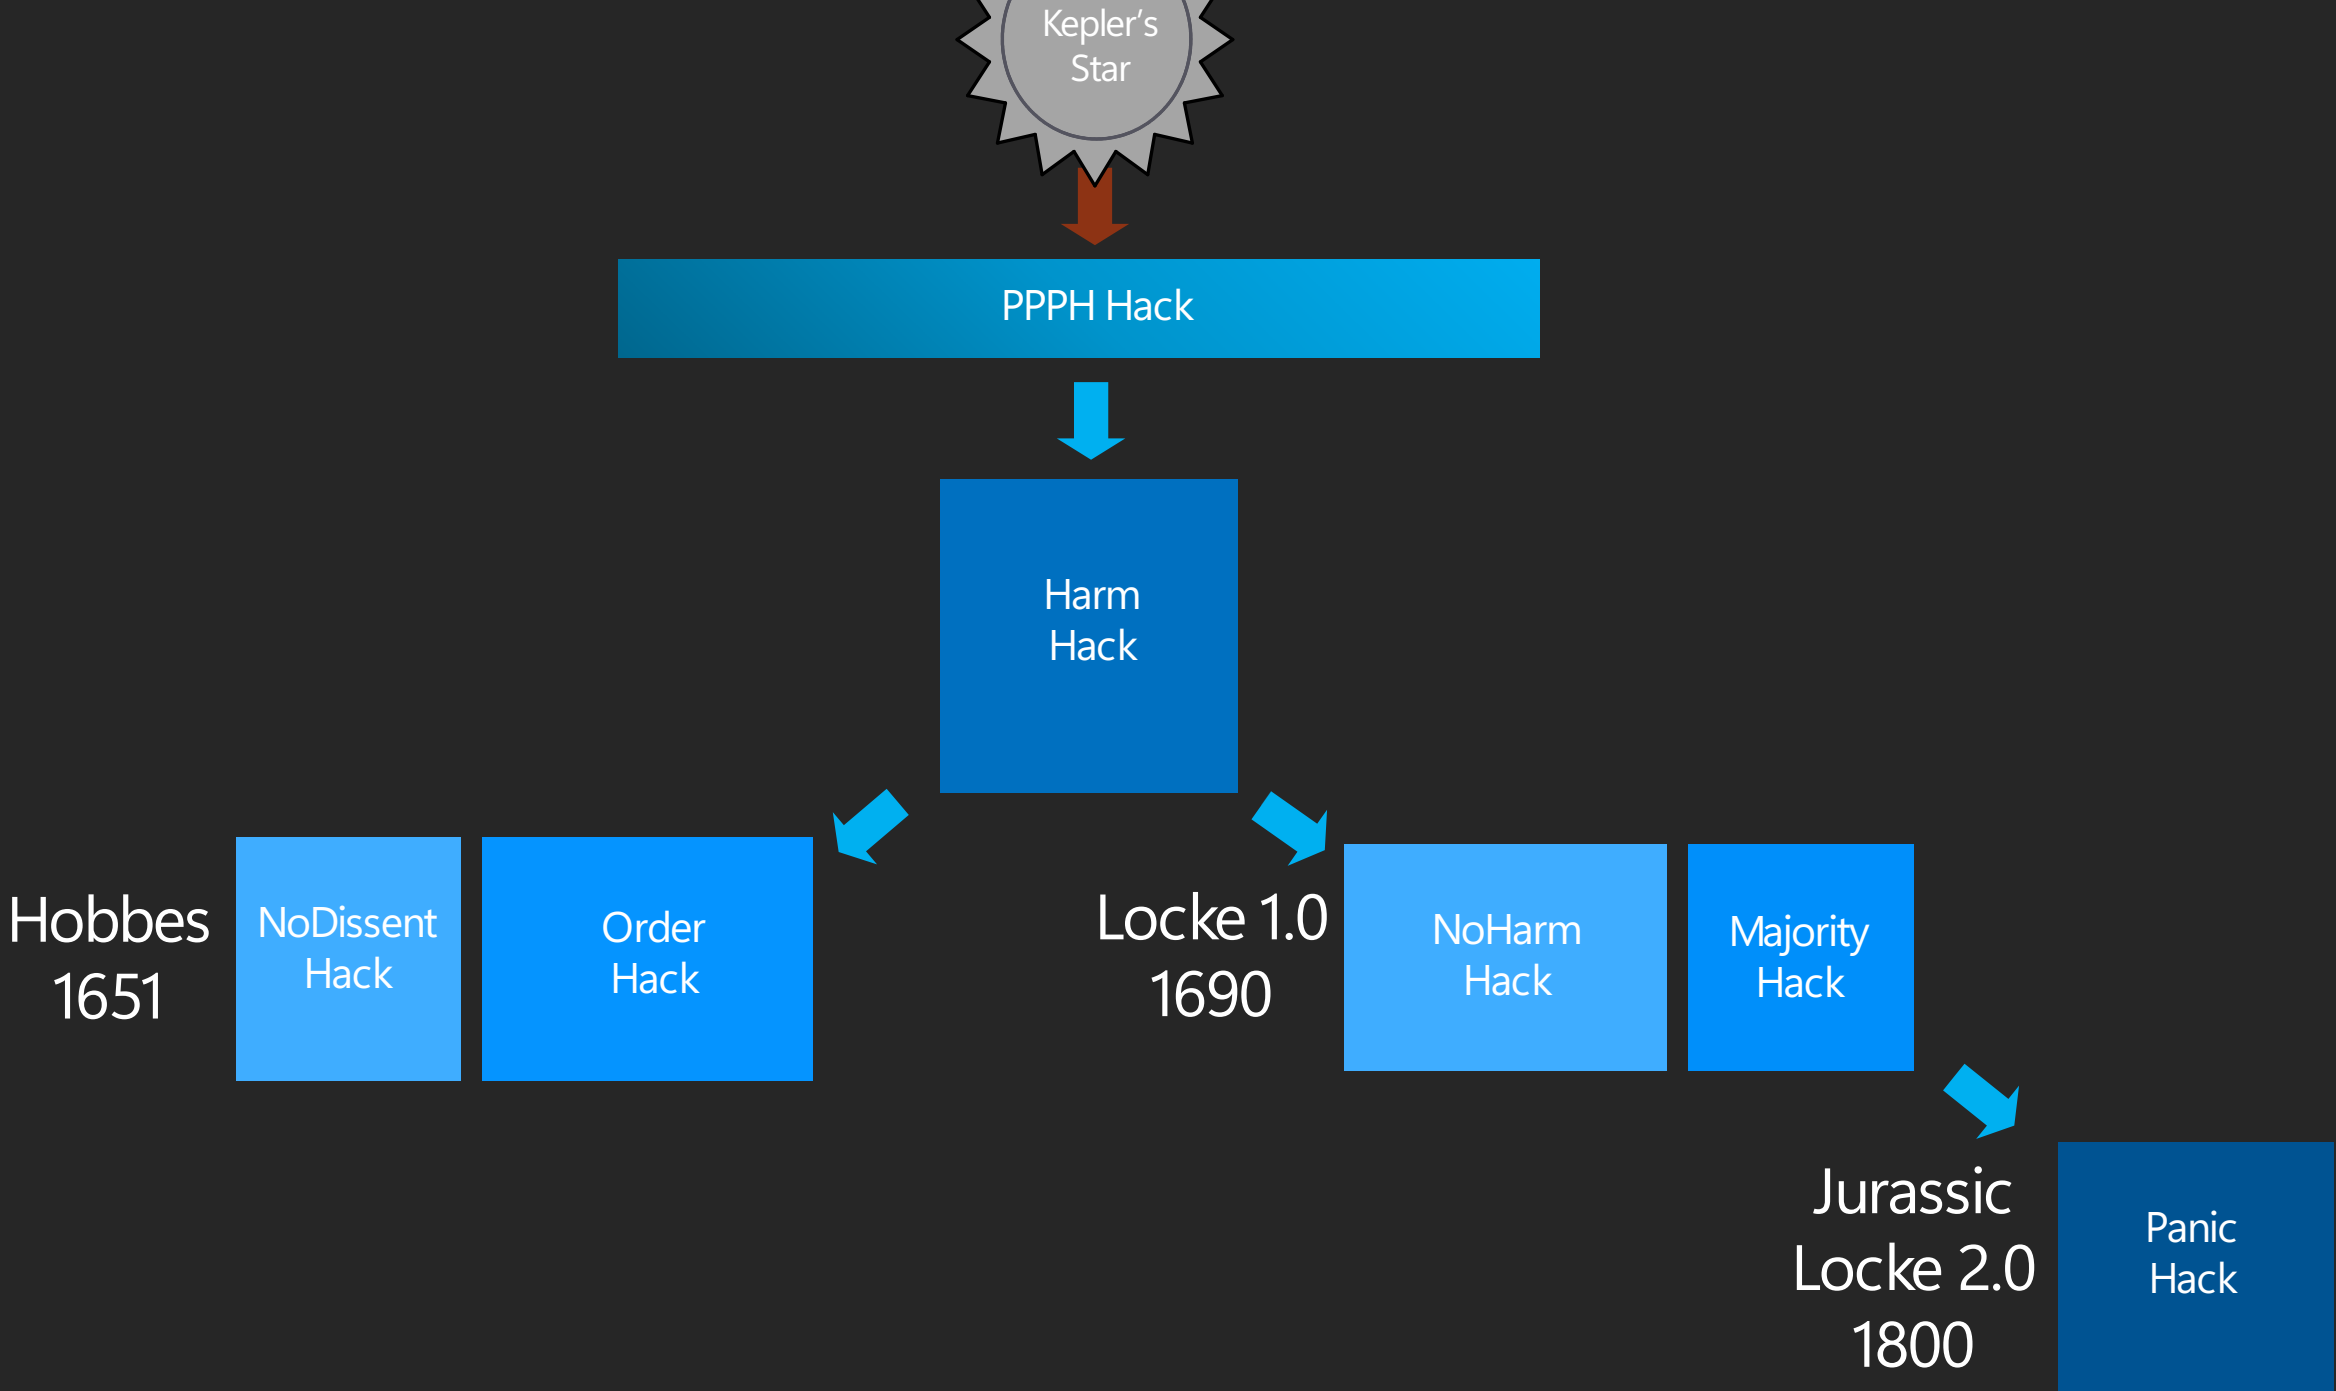 Kepler’s
Star
PPPH Hack
Harm
Hack
Hobbes
1651
NoDissent
Hack
Order
Hack
Locke 1.0
1690
NoHarm
Hack
Majority
Hack
Jurassic
Locke 2.0
1800
Panic
Hack